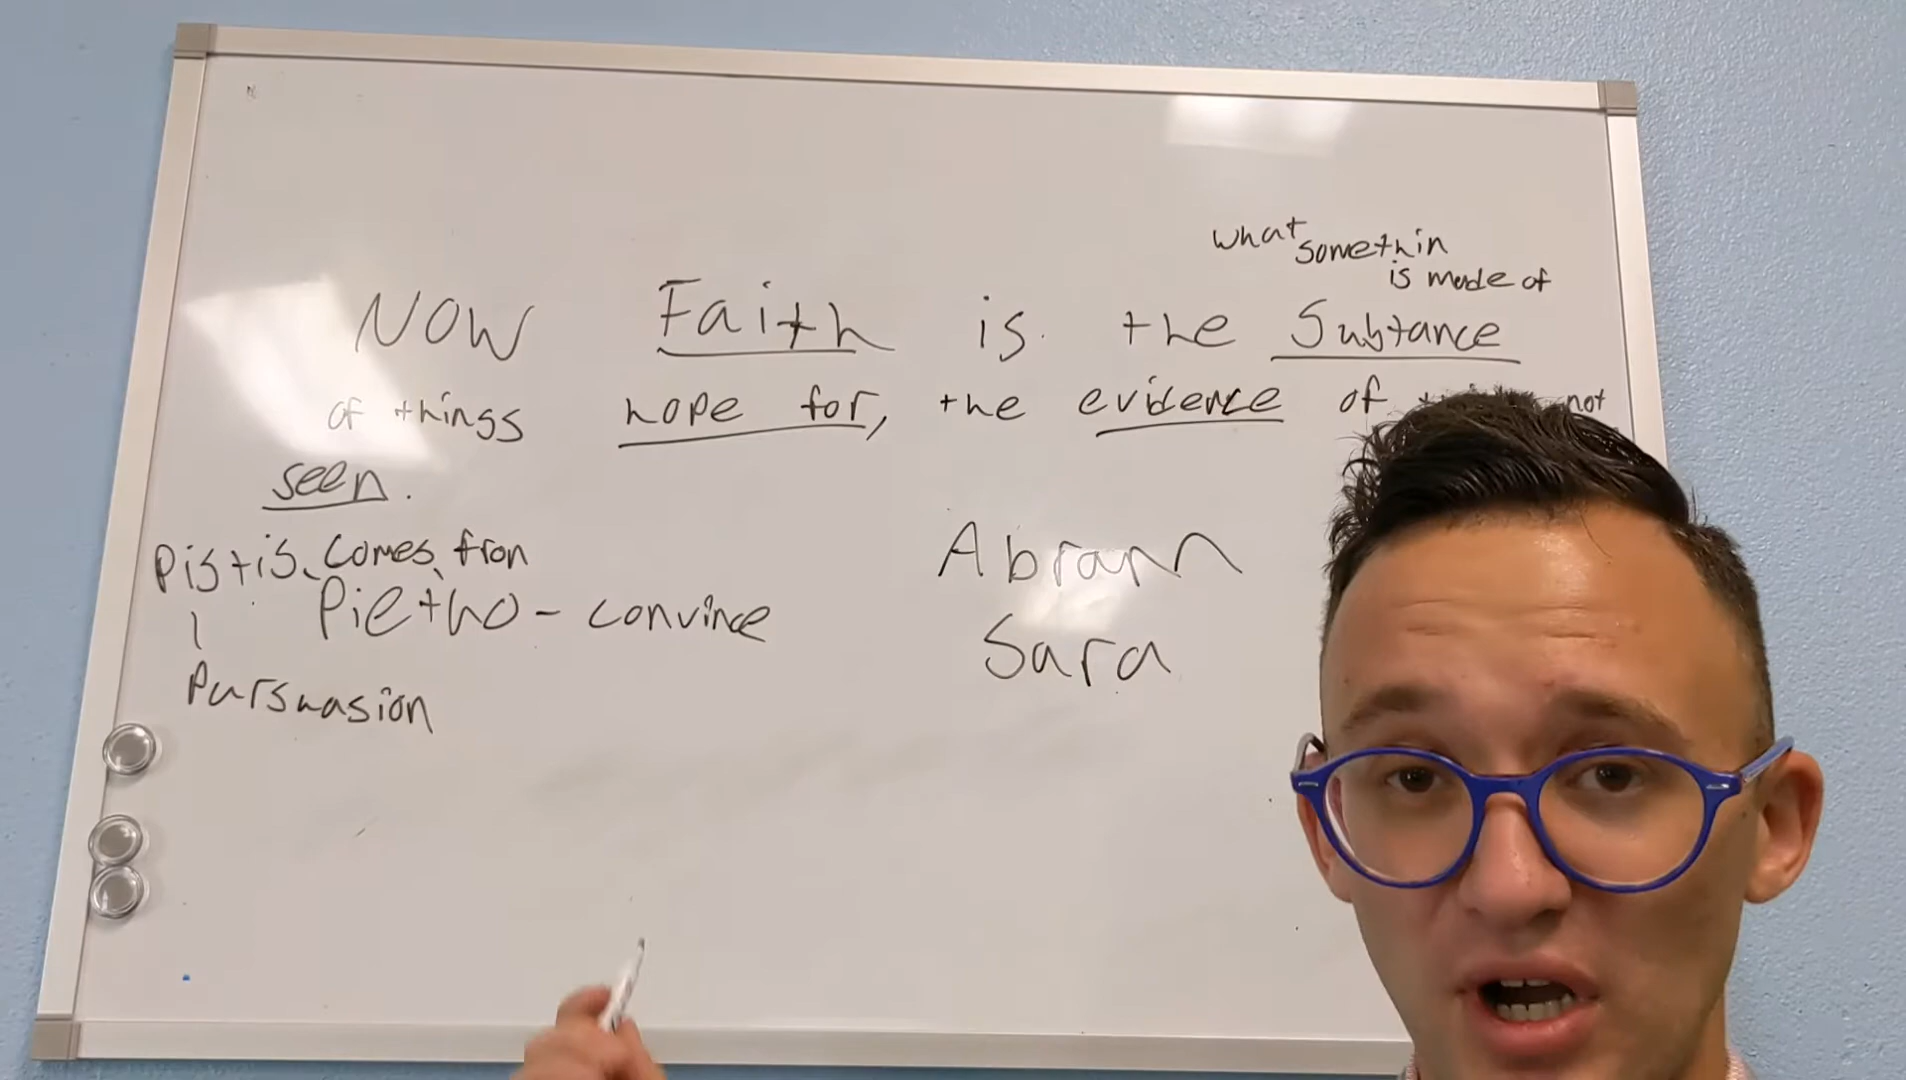 what somethin
is made of
NOW Faith is the Substance
of things hope for, the evidence of not
seen.
Pistis comes from
Pietho - convince
Pursuasion
Abram
Sara